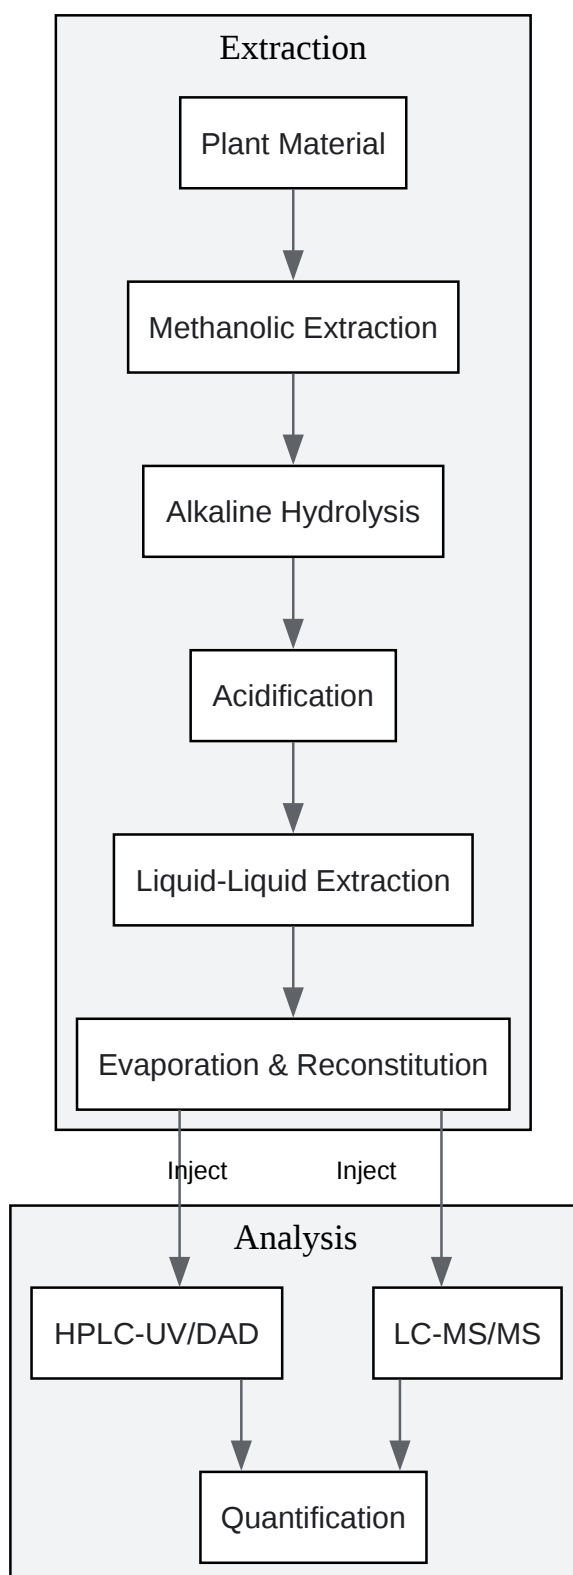 Extraction
Plant Material
Methanolic Extraction
Alkaline Hydrolysis
Acidification
Liquid-Liquid Extraction
Evaporation & Reconstitution
Inject
Inject
Analysis
HPLC-UV/DAD
LC-MS/MS
Quantification